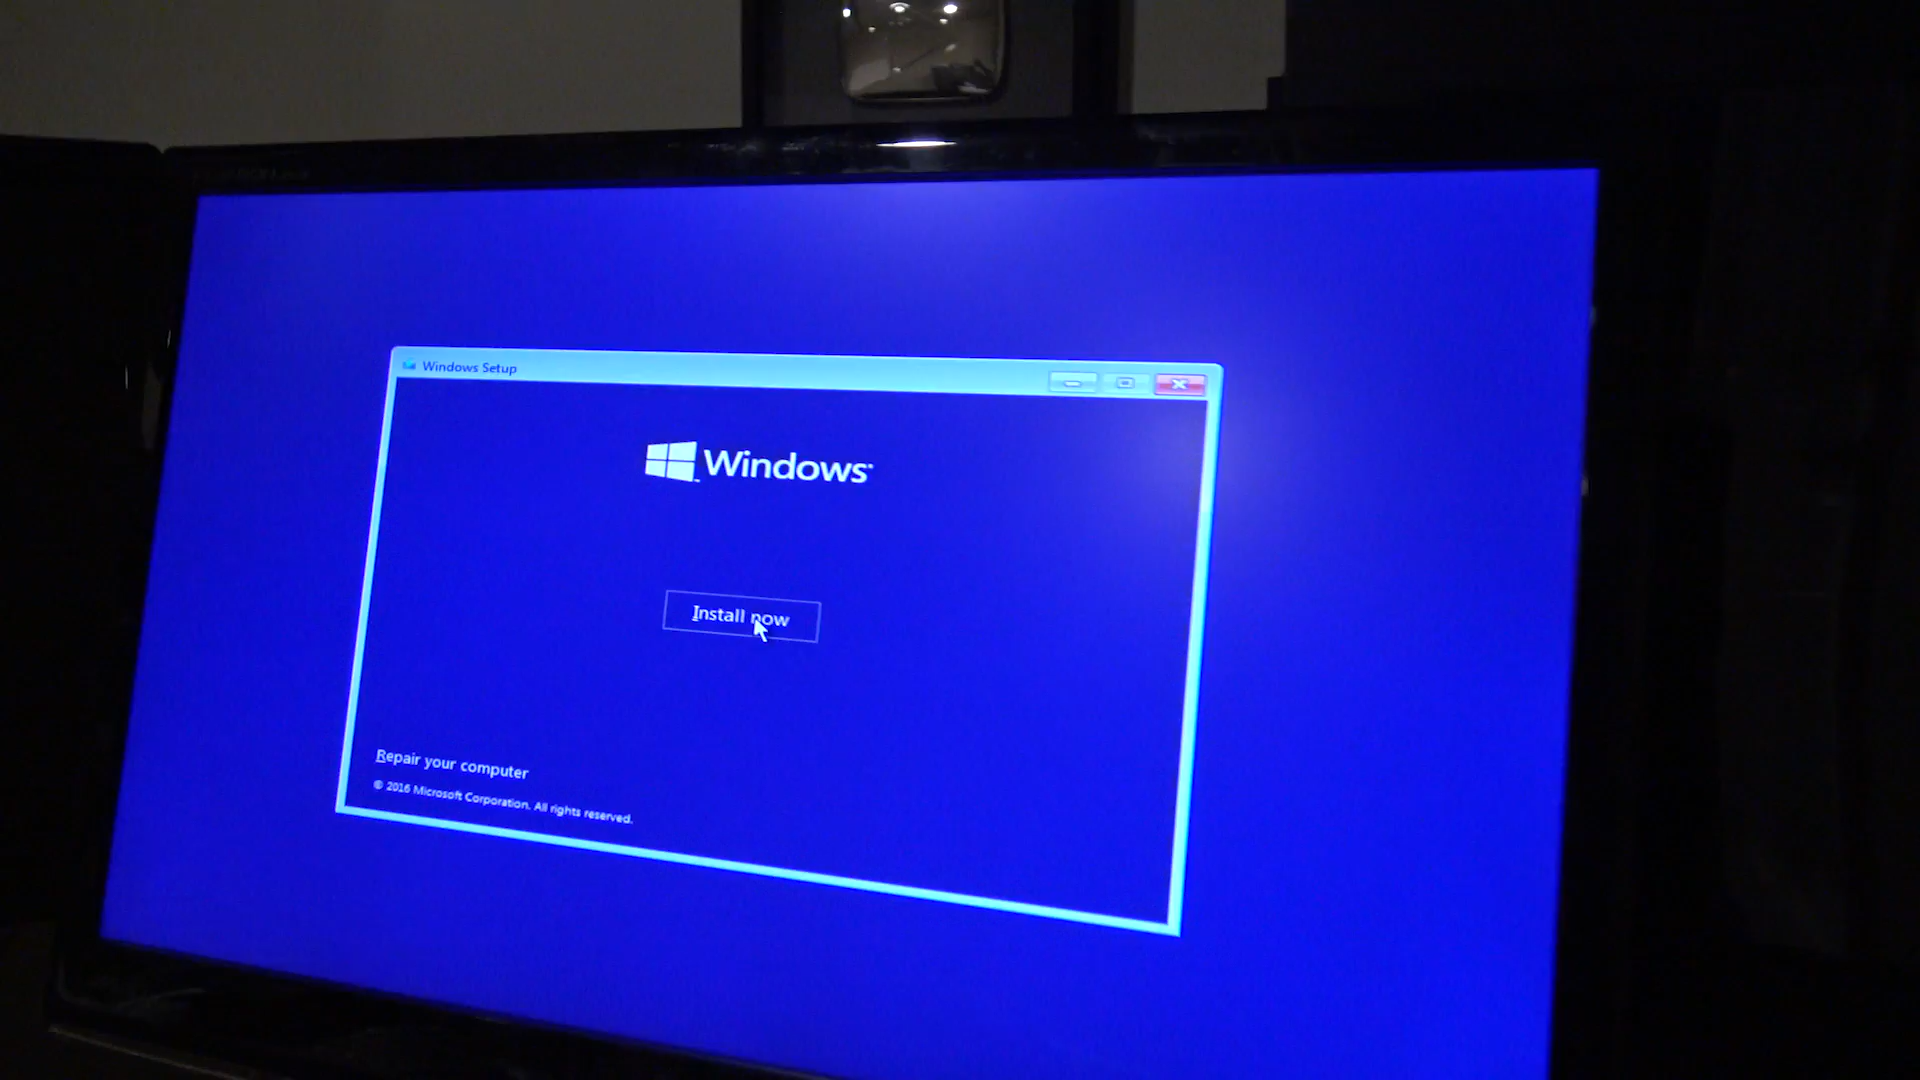 Windows Setup
Windows
Install now
Repair your computer
© 2016 Microsoft Corporation. All rights reserved.